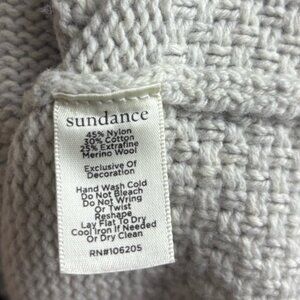 sundance
45% Nylon
30% Cotton
25% Extrafine
Merino Wool
Exclusive Of
Decoration
Hand Wash Cold
Do Not Bleach
Do Not Wring
Or Twist
Reshape
Lay Flat To Dry
Cool Iron If Needed
Or Dry Clean
RN#106205